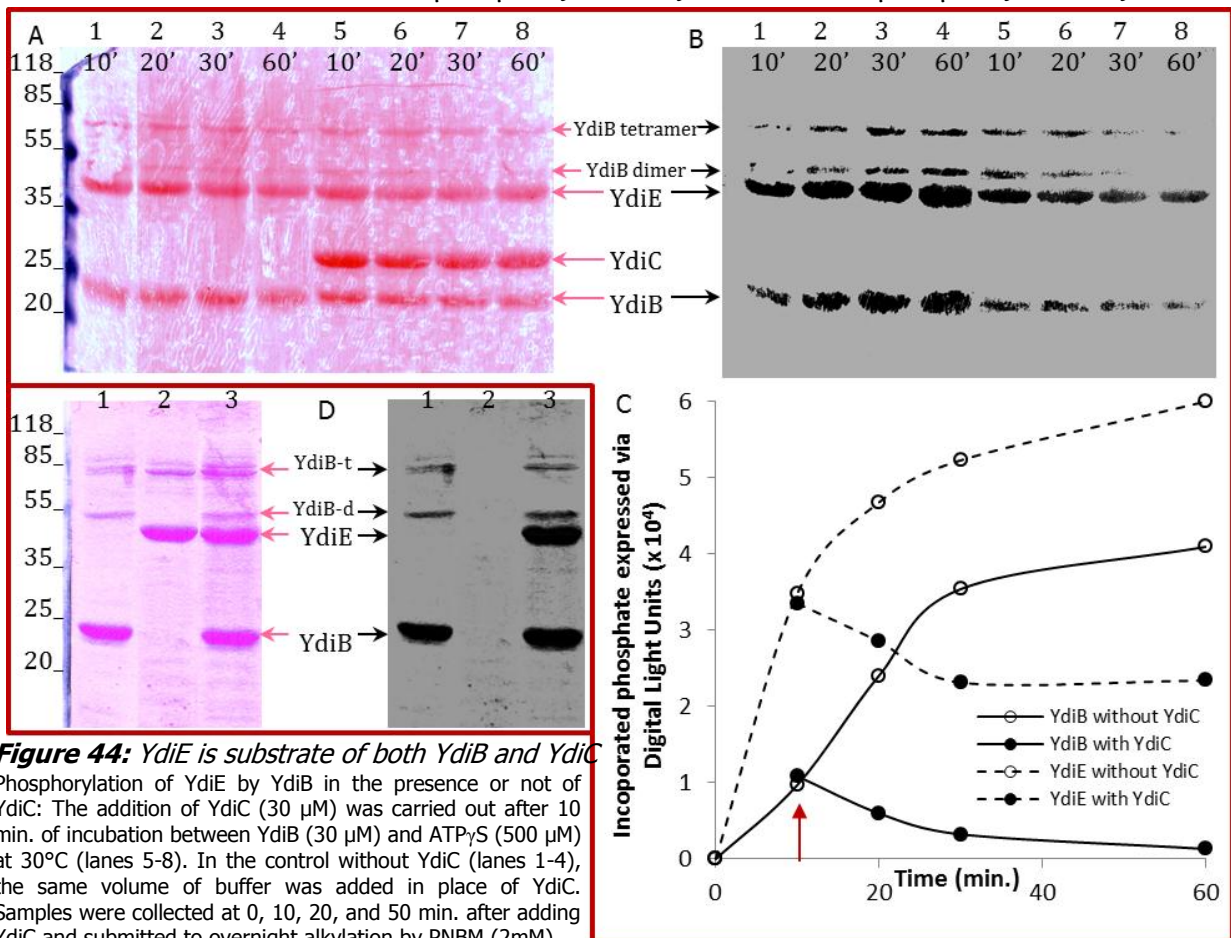 A
1 2 3 4 5 6 7 8
10’ 20’ 30’ 60’ 10’ 20’ 30’ 60’
118
85
55
35
25
20
YdiB tetramer
YdiB dimer
YdiE
YdiC
YdiB
B
1 2 3 4 5 6 7 8
10’ 20’ 30’ 60’ 10’ 20’ 30’ 60’
1 2 3
118
85
55
35
25
20
D
YdiB-t
YdiB-d
YdiE
YdiB
1 2 3
C
Incoporated phosphate expressed via
Digital Light Units (x 10⁴)
6
5
4
3
2
1
0
0 20 40 60
Time (min.)
YdiB without YdiC
YdiB with YdiC
YdiE without YdiC
YdiE with YdiC
Figure 44: YdiE is substrate of both YdiB and YdiC
Phosphorylation of YdiE by YdiB in the presence or not of
YdiC: The addition of YdiC (30 µM) was carried out after 10
min. of incubation between YdiB (30 µM) and ATPγS (500 µM)
at 30°C (lanes 5-8). In the control without YdiC (lanes 1-4),
the same volume of buffer was added in place of YdiC.
Samples were collected at 0, 10, 20, and 50 min. after adding
YdiC and submitted to overnight alkylation by PNBM (2mM)